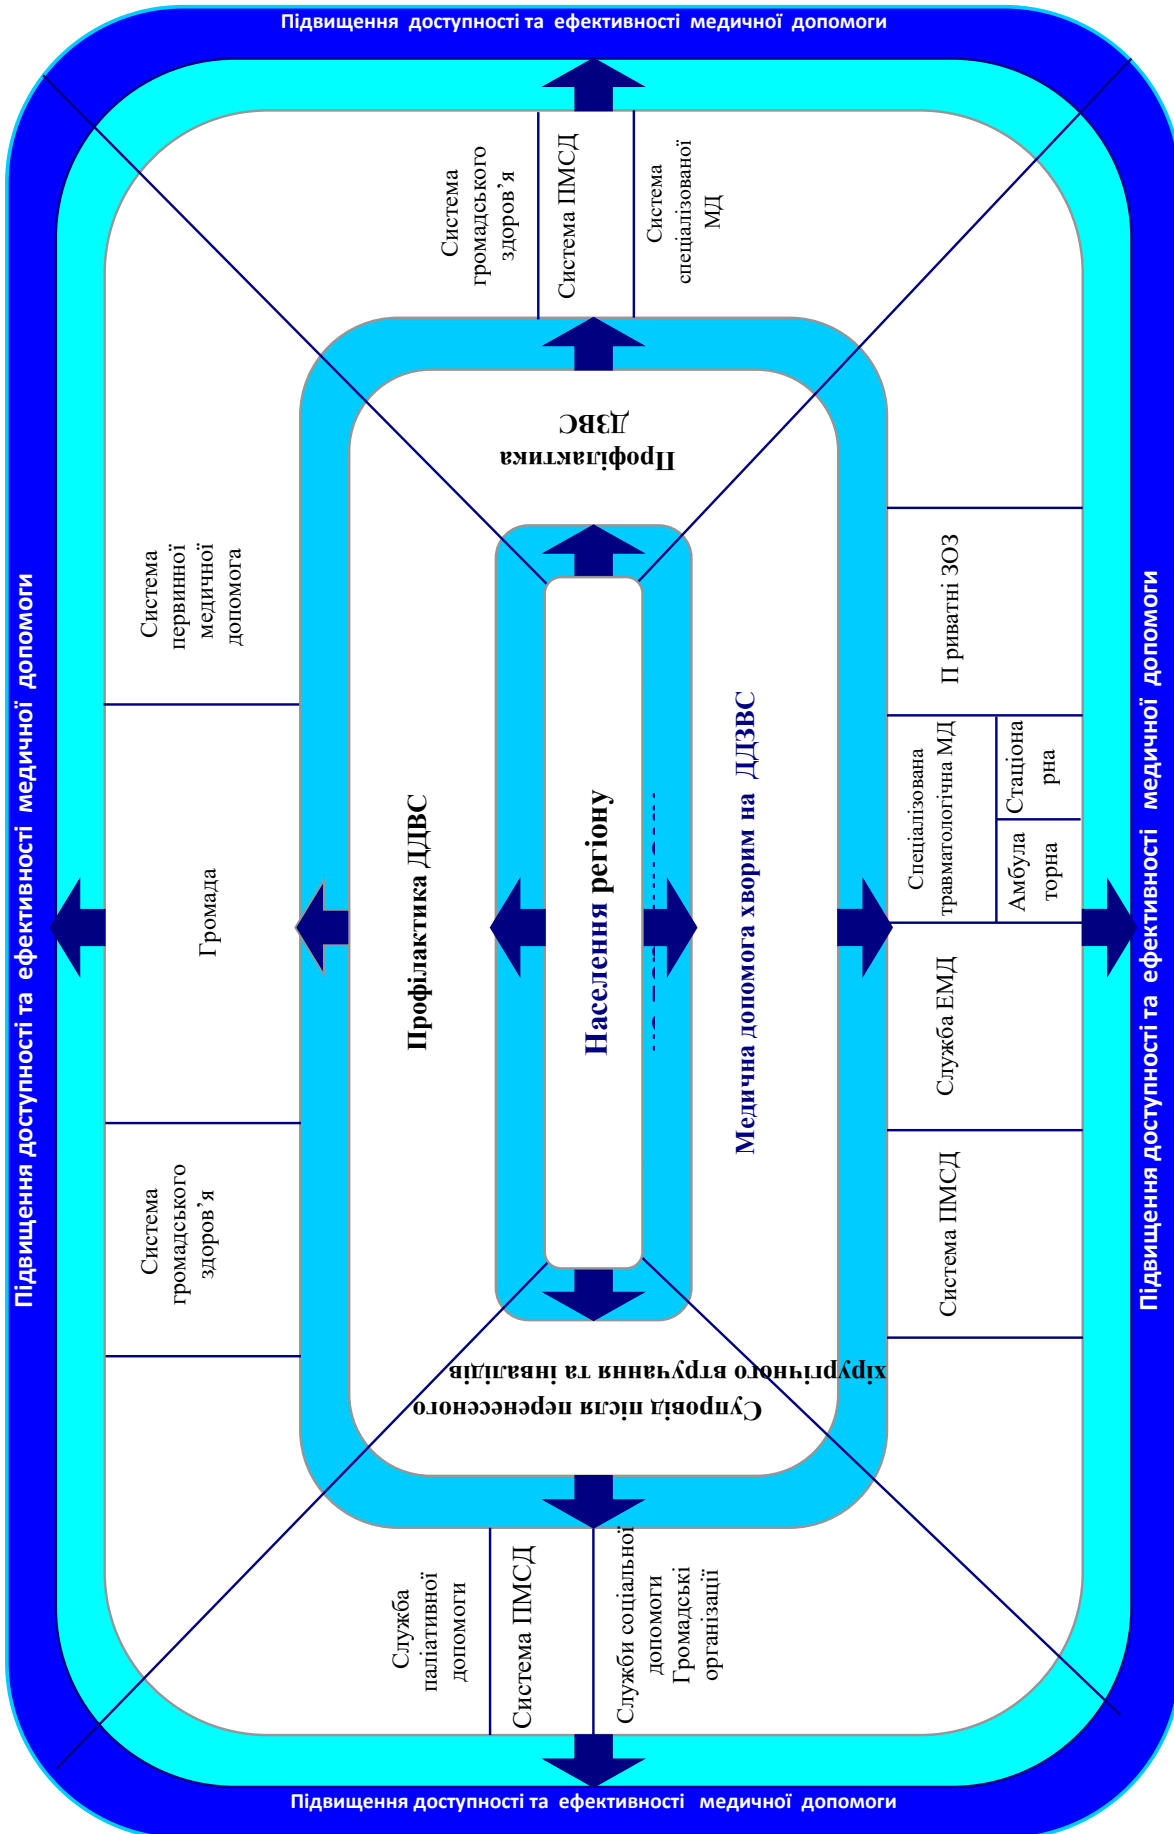 Підвищення доступності та ефективності медичної допомоги
Підвищення доступності та ефективності медичної допомоги
Система
громадського
здоров’я
Громада
Система
первинної
медичної
допомога
Профілактика ДДВС
Служба
паліативної
допомоги
Система ПМСД
Служби соціальної
допомоги
Громадські
організації
Супровід після перенесеного
хірургічного втручання та інвалідів
Населення регіону
Профілактика
ДЗВС
Система
громадського
здоров’я
Система ПМСД
Система
спеціалізованої
МД
Медична допомога хворим на ДДЗВС
Система ПМСД
Служба ЕМД
Спеціалізована
травматологічна МД
Амбула
торна
Стаціона
рна
П риватні ЗОЗ
Підвищення доступності та ефективності медичної допомоги
Підвищення доступності та ефективності медичної допомоги